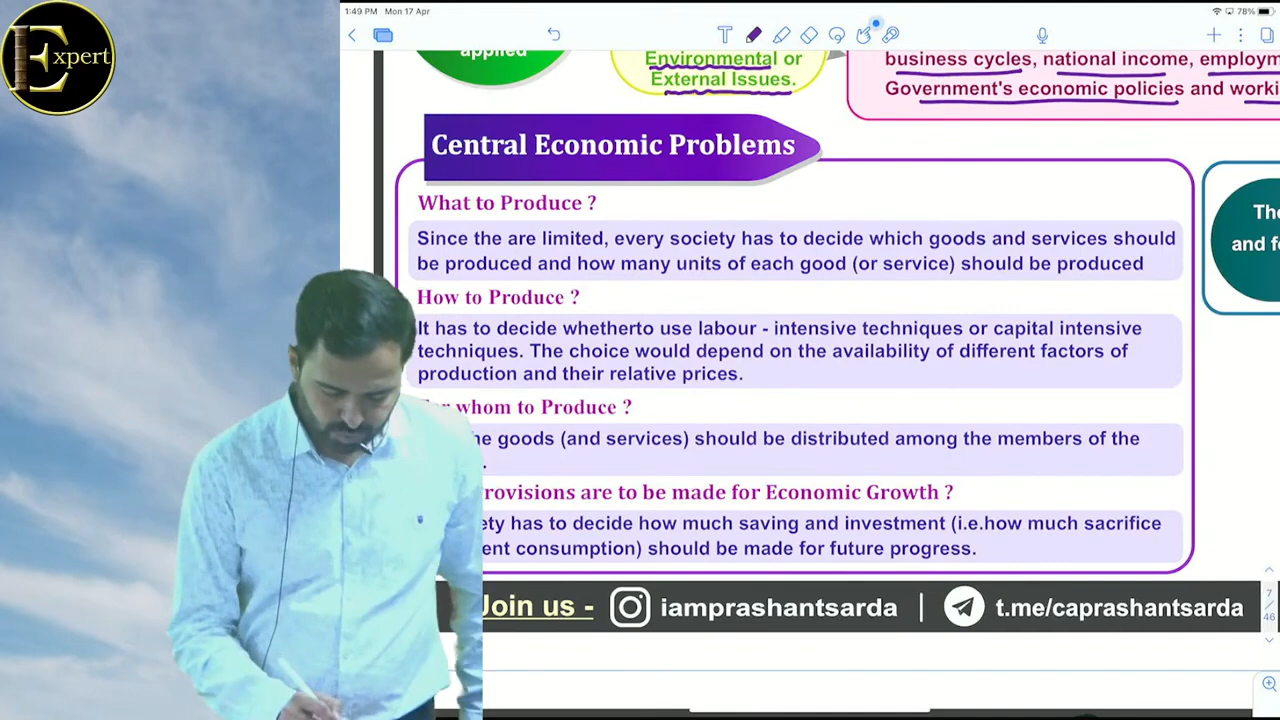 1:49 PM Mon 17 Apr
78%
Expert
applied
Environmental or
External Issues.
business cycles, national income, employm
Government's economic policies and worki
Central Economic Problems
What to Produce ?
Since the are limited, every society has to decide which goods and services should
be produced and how many units of each good (or service) should be produced
How to Produce ?
It has to decide whetherto use labour - intensive techniques or capital intensive
techniques. The choice would depend on the availability of different factors of
production and their relative prices.
whom to Produce ?
he goods (and services) should be distributed among the members of the
.
rovisions are to be made for Economic Growth ?
ety has to decide how much saving and investment (i.e.how much sacrifice
ent consumption) should be made for future progress.
The
and f
Join us - iamprashantsarda | t.me/caprashantsarda
7
/
46